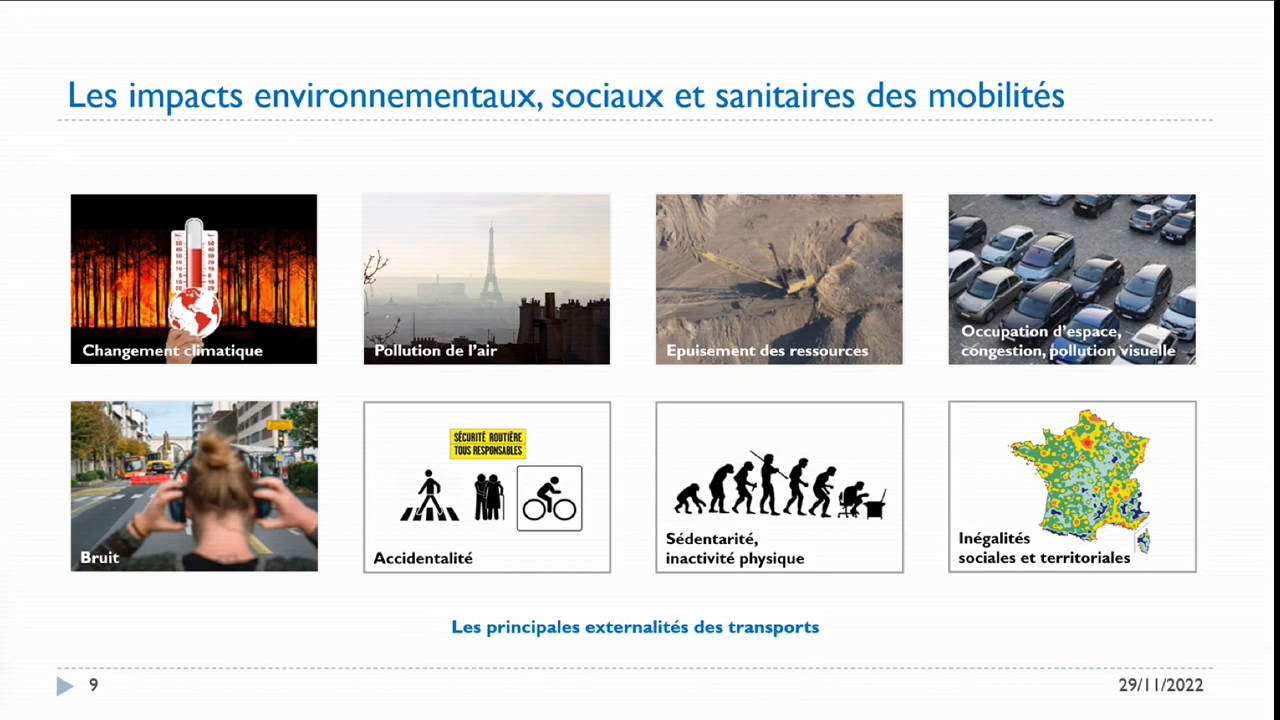 Les impacts environnementaux, sociaux et sanitaires des mobilités
Changement climatique
Pollution de l'air
Epuisement des ressources
Occupation d'espace,
congestion, pollution visuelle
Bruit
SÉCURITÉ ROUTIÈRE
TOUS RESPONSABLES
Accidentalité
Sédentarité,
inactivité physique
Inégalités
sociales et territoriales
Les principales externalités des transports
9
29/11/2022